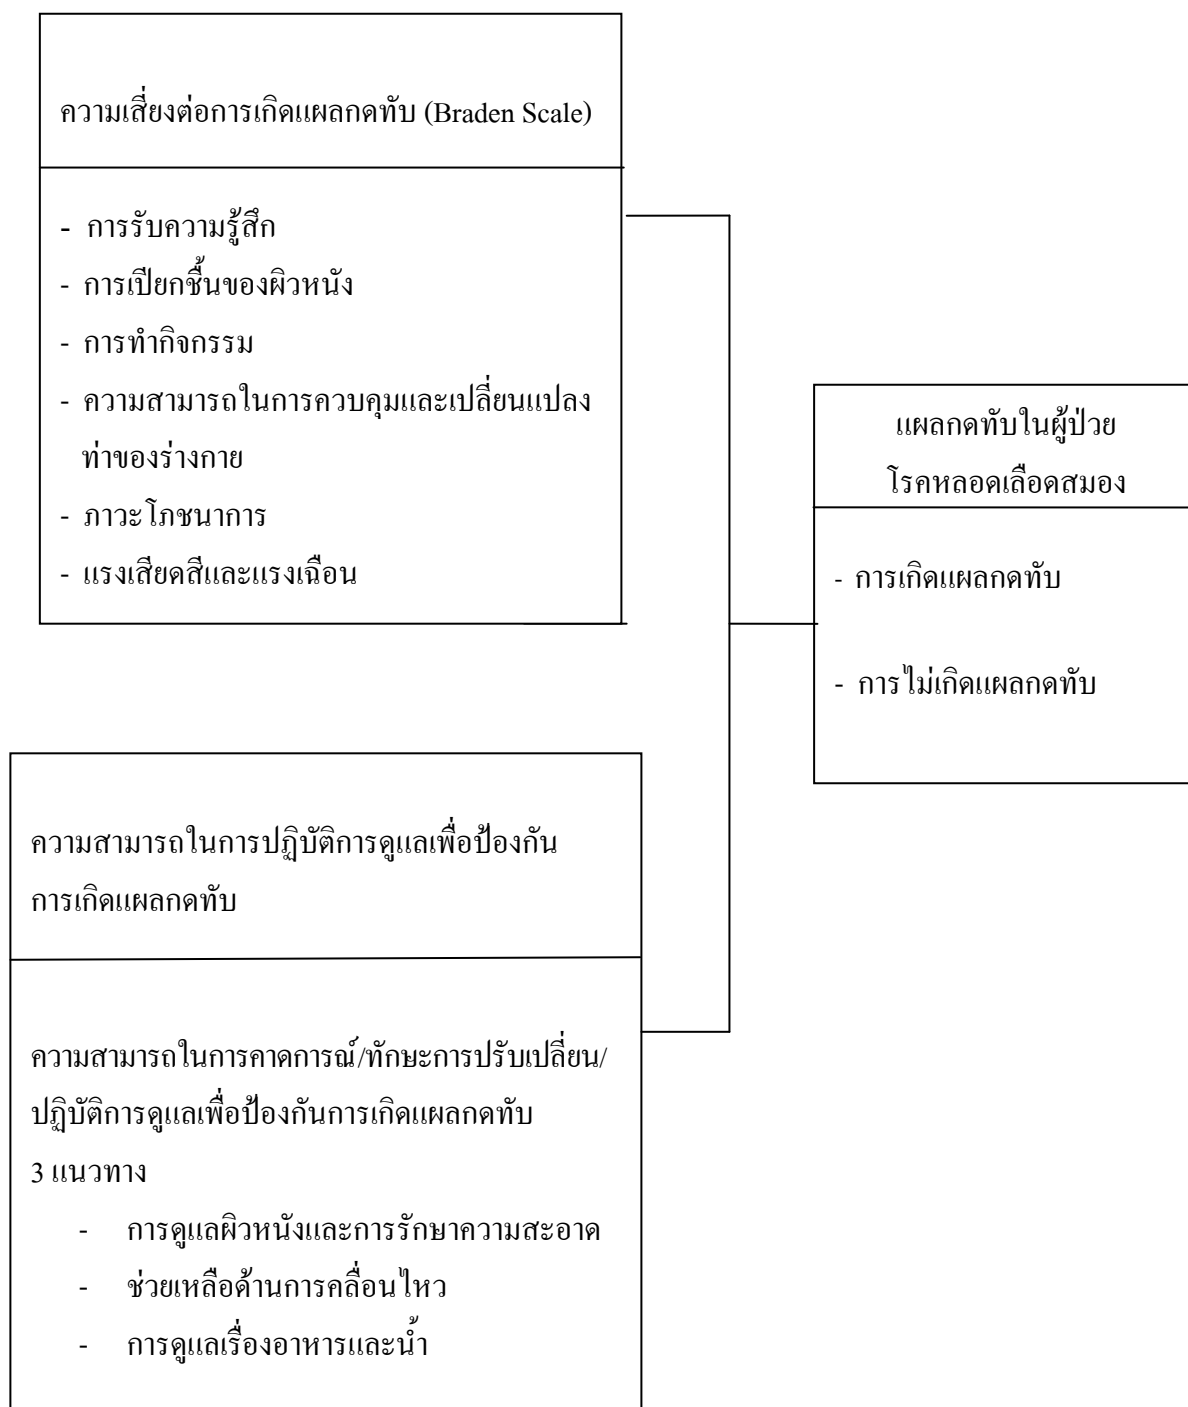 ความเสี่ยงต่อการเกิดแผลกดทับ (Braden Scale)
- การรับความรู้สึก
- การเปียกชื้นของผิวหนัง
- การทำกิจกรรม
- ความสามารถในการควบคุมและเปลี่ยนแปลง
ท่าของร่างกาย
- ภาวะโภชนาการ
- แรงเสียดสีและแรงเฉือน
แผลกดทับในผู้ป่วย
โรคหลอดเลือดสมอง
- การเกิดแผลกดทับ
- การไม่เกิดแผลกดทับ
ความสามารถในการปฏิบัติการดูแลเพื่อป้องกัน
การเกิดแผลกดทับ
ความสามารถในการคาดการณ์/ทักษะการปรับเปลี่ยน/
ปฏิบัติการดูแลเพื่อป้องกันการเกิดแผลกดทับ
3 แนวทาง
- การดูแลผิวหนังและการรักษาความสะอาด
- ช่วยเหลือด้านการคลื่อนไหว
- การดูแลเรื่องอาหารและน้ำ